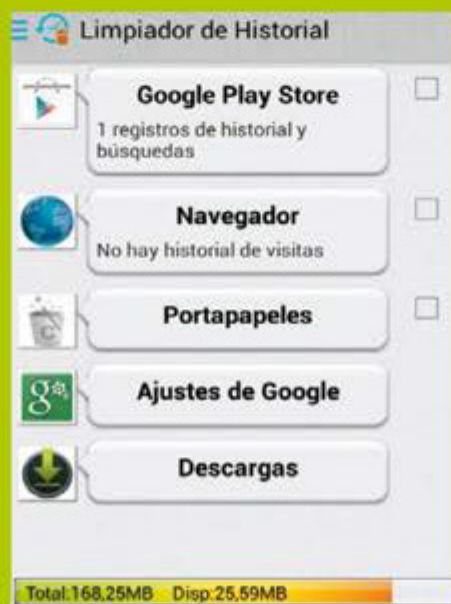 Limpiador de Historial
Google Play Store
1 registros de historial y
búsquedas
Navegador
No hay historial de visitas
Portapapeles
Ajustes de Google
Descargas
Total:168,25MB Disp:25,59MB